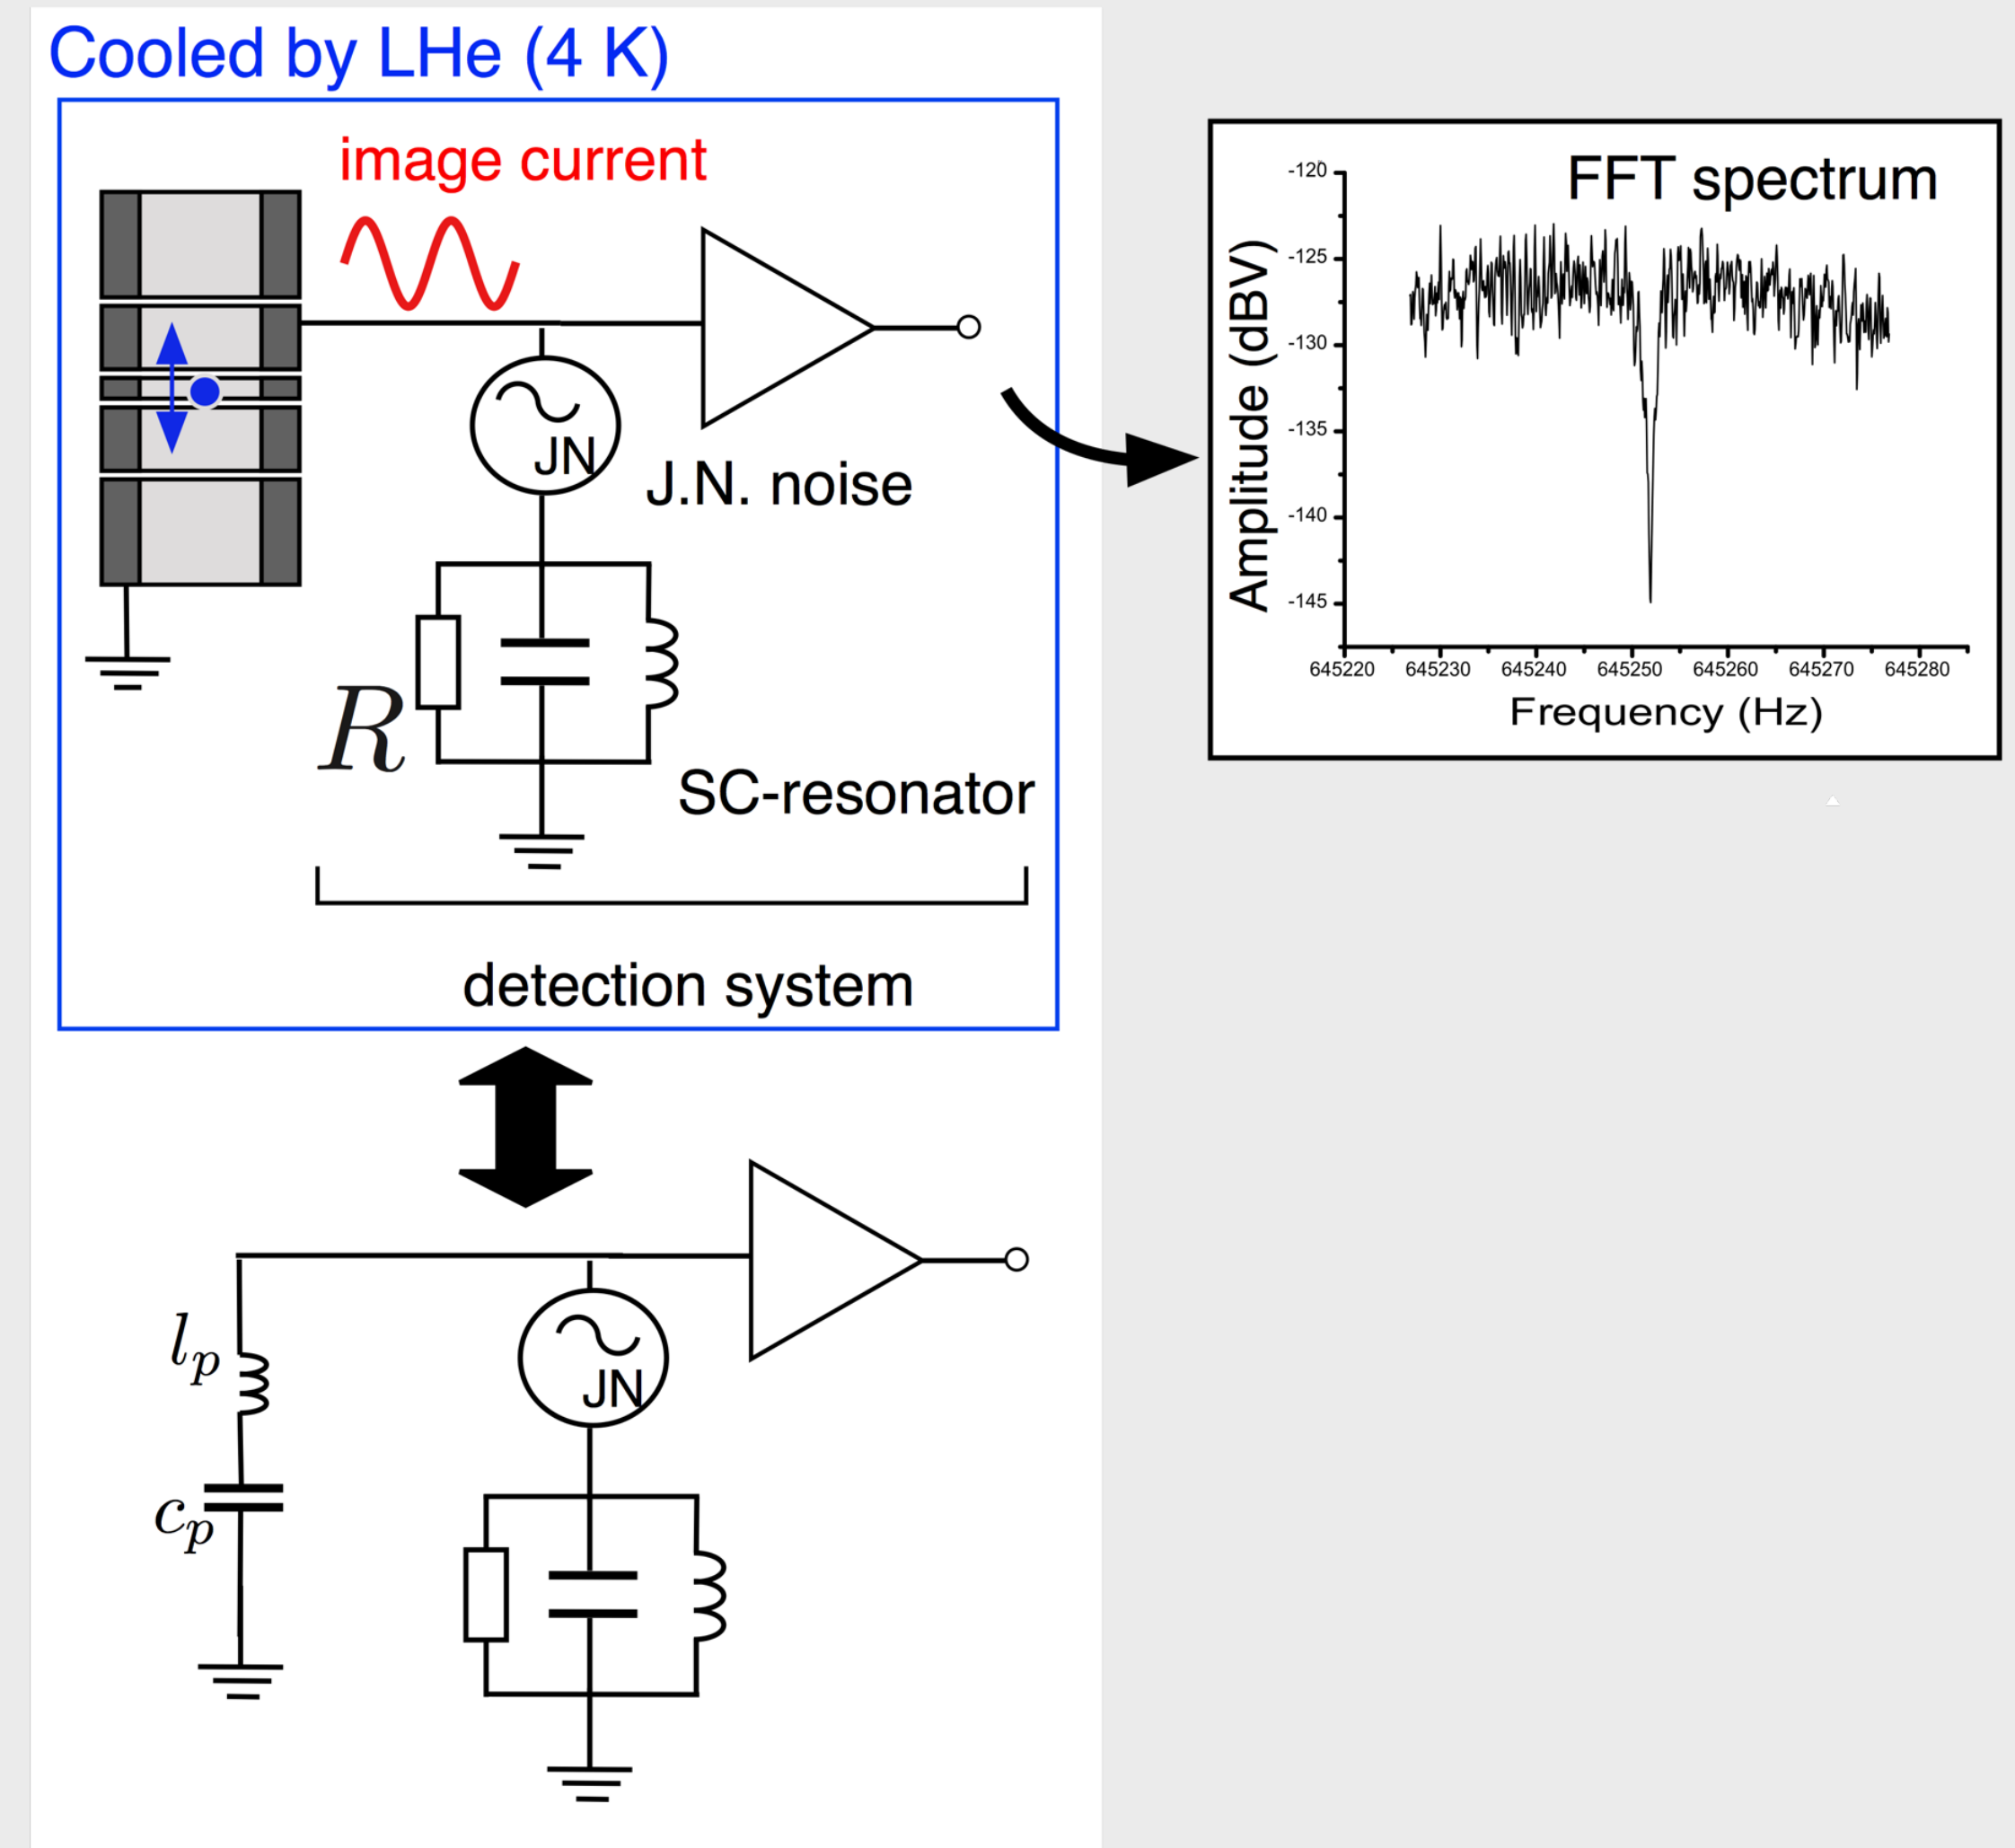 Cooled by LHe (4 K)
image current
JN
J.N. noise
R
SC-resonator
detection system
FFT spectrum
Amplitude (dBV)
-120
-125
-130
-135
-140
-145
645220 645230 645240 645250 645260 645270 645280
Frequency (Hz)
l_p
JN
c_p